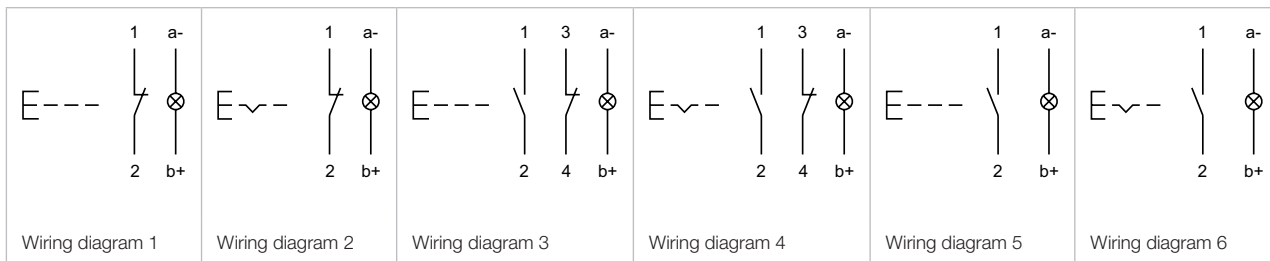 1 a-
2 b+
Wiring diagram 1
1 a-
2 b+
Wiring diagram 2
1 3 a-
2 4 b+
Wiring diagram 3
1 3 a-
2 4 b+
Wiring diagram 4
1 a-
2 b+
Wiring diagram 5
1 a-
2 b+
Wiring diagram 6